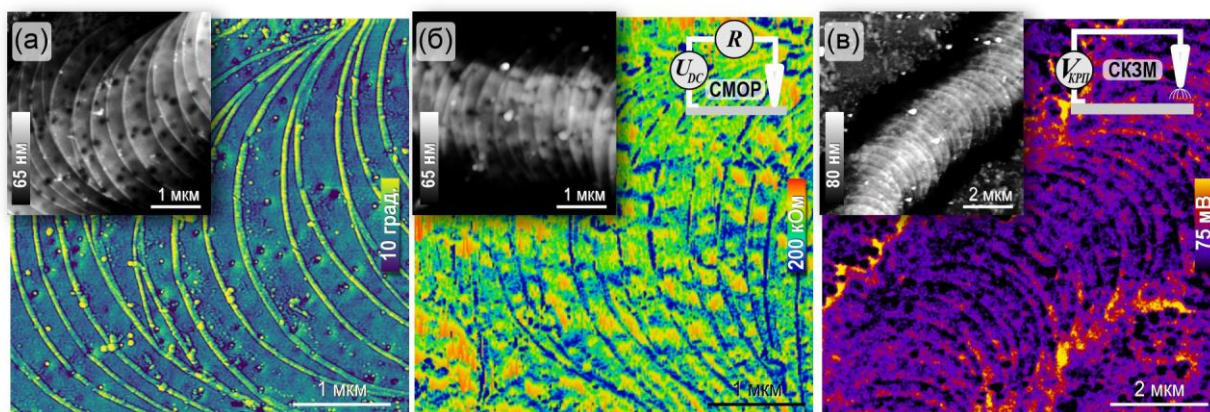 (а)
65 нм
1 мкм
10 град.
1 мкм
(б)
65 нм
1 мкм
R
U_DC
СМОР
200 кОм
1 мкм
(в)
80 нм
2 мкм
V_КРП
СКЗМ
75 мВ
2 мкм